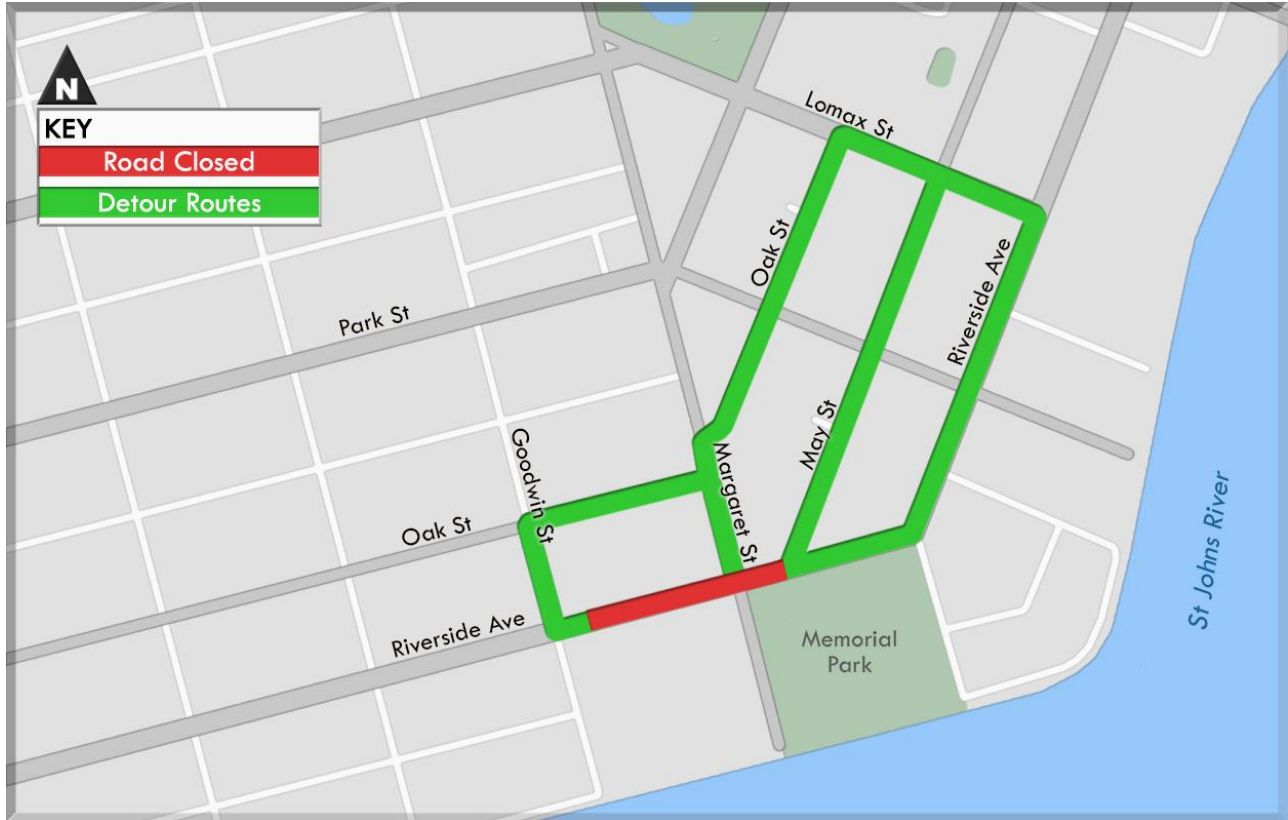 N
KEY
Road Closed
Detour Routes
Lomax St
Oak St
Riverside Ave
Park St
May St
Goodwin St
Margaret St
Oak St
Riverside Ave
Memorial
Park
St Johns River